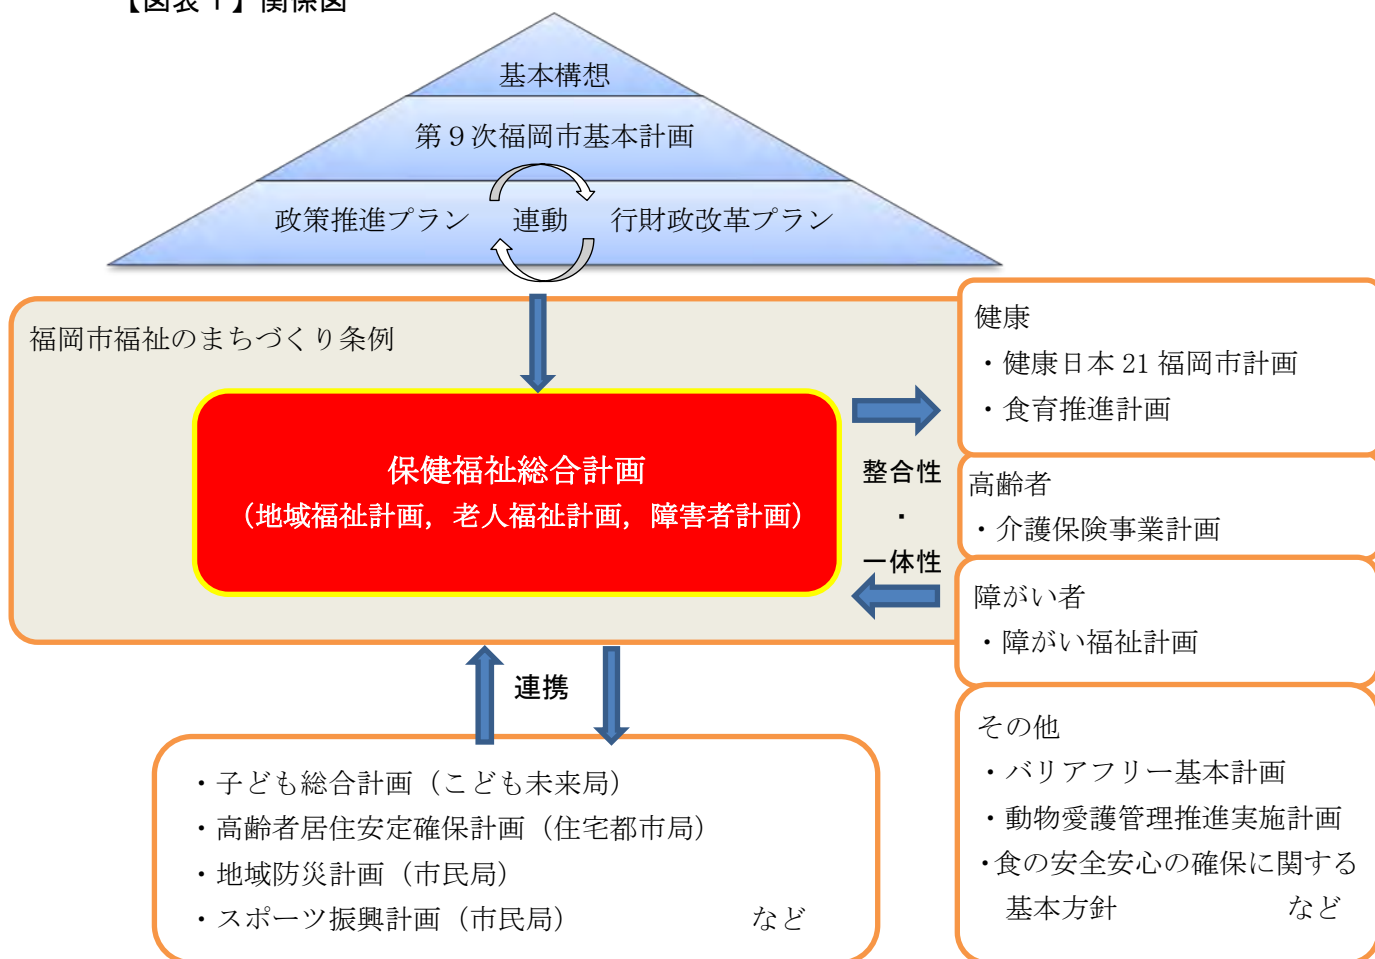 【図表1】関係図
基本構想
第９次福岡市基本計画
政策推進プラン　連動　行財政改革プラン
福岡市福祉のまちづくり条例
保健福祉総合計画
（地域福祉計画，老人福祉計画，障害者計画）
整合性
・
一体性
健康
・健康日本 21 福岡市計画
・食育推進計画
高齢者
・介護保険事業計画
障がい者
・障がい福祉計画
その他
・バリアフリー基本計画
・動物愛護管理推進実施計画
・食の安全安心の確保に関する
基本方針　など
連携
・子ども総合計画（こども未来局）
・高齢者居住安定確保計画（住宅都市局）
・地域防災計画（市民局）
・スポーツ振興計画（市民局）　など